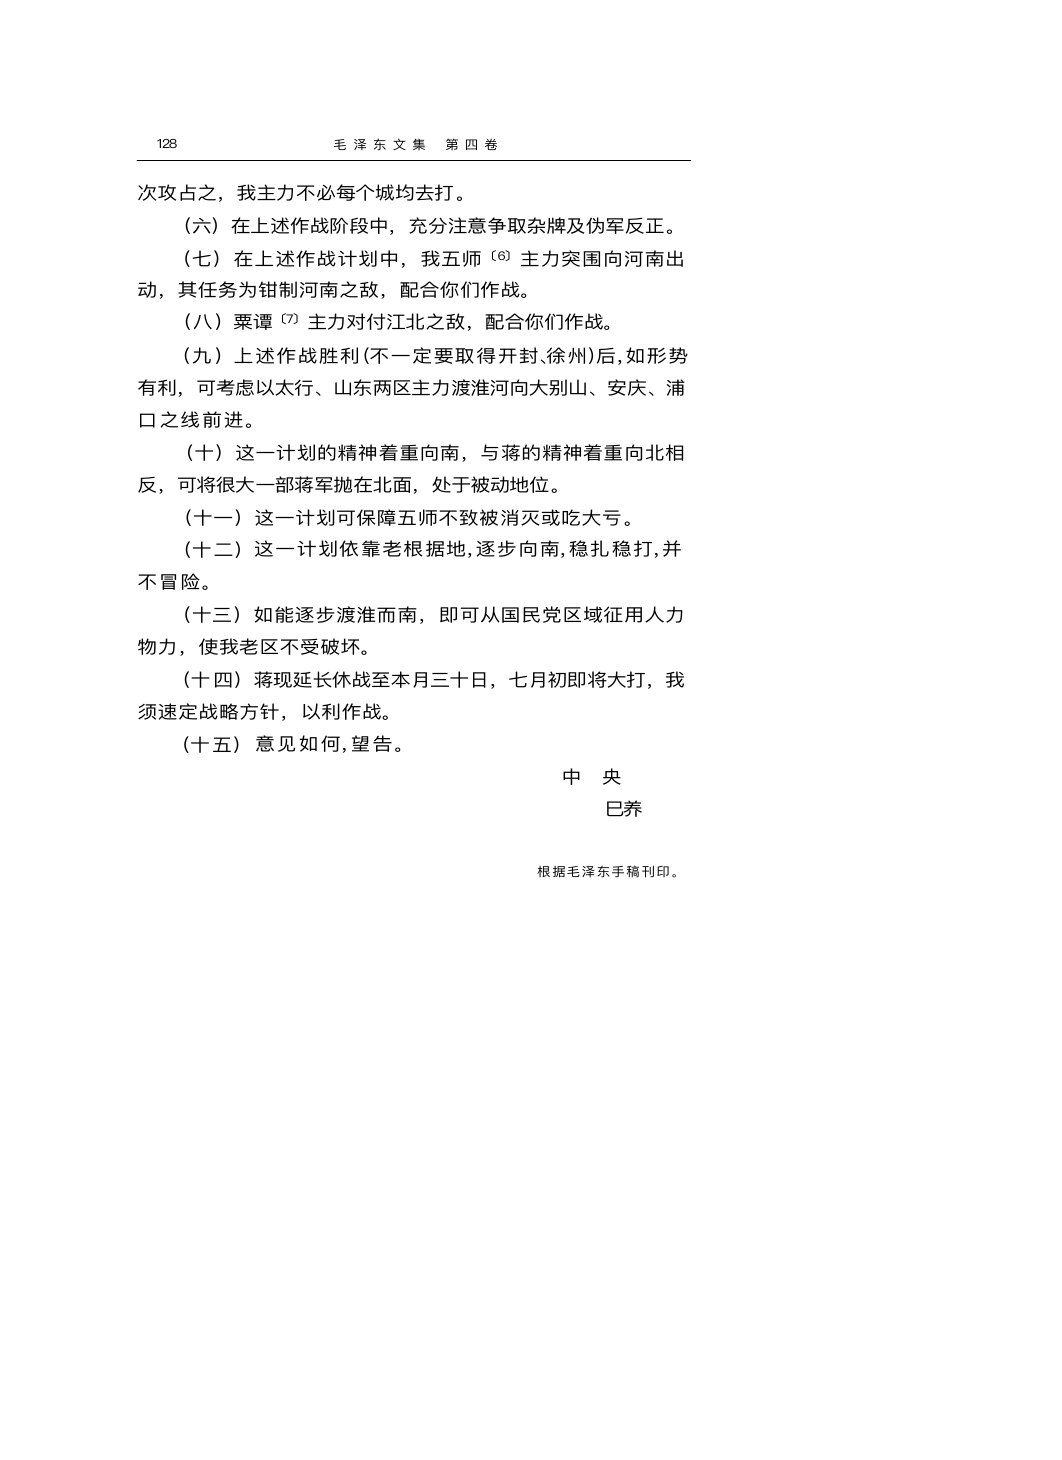 128 毛泽东文集 第四卷
次攻占之，我主力不必每个城均去打。
（六）在上述作战阶段中，充分注意争取杂牌及伪军反正。
（七）在上述作战计划中，我五师〔6〕主力突围向河南出
动，其任务为钳制河南之敌，配合你们作战。
（八）粟谭〔7〕主力对付江北之敌，配合你们作战。
（九）上述作战胜利(不一定要取得开封、徐州)后,如形势
有利，可考虑以太行、山东两区主力渡淮河向大别山、安庆、浦
口之线前进。
（十）这一计划的精神着重向南，与蒋的精神着重向北相
反，可将很大一部蒋军抛在北面，处于被动地位。
（十一）这一计划可保障五师不致被消灭或吃大亏。
（十二）这一计划依靠老根据地,逐步向南,稳扎稳打,并
不冒险。
（十三）如能逐步渡淮而南，即可从国民党区域征用人力
物力，使我老区不受破坏。
（十四）蒋现延长休战至本月三十日，七月初即将大打，我
须速定战略方针，以利作战。
（十五）意见如何,望告。
中 央
巳养
根据毛泽东手稿刊印。